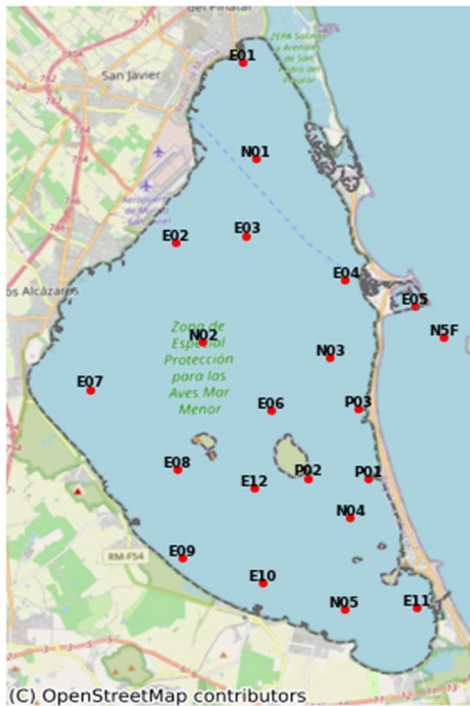 del Pinatar
E01
ZEPA Salinas
y Arenales
de San
Pedro del
Pinatar
San Javier
N01
Aeropuerto
de Murcia
San Javier
E02
E03
E04
os Alcázares
E05
N5F
N02
Zona de
Especial
Protección
para las
Aves Mar
Menor
N03
E07
E06
P03
E08
E12
P02
P01
N04
RM-F54
E09
E10
N05
E11
(C) OpenStreetMap contributors